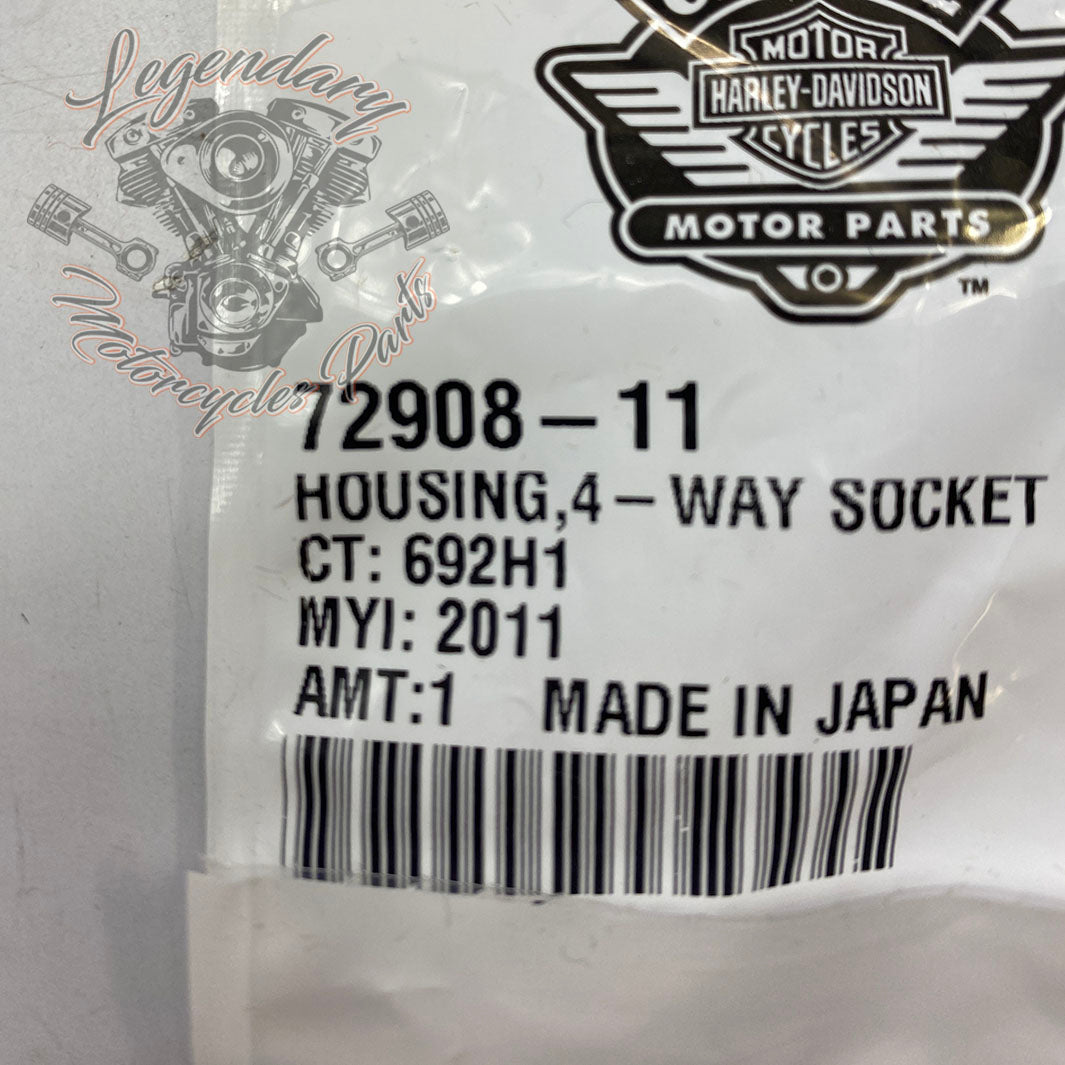 Legendary
Motorcycles Parts
MOTOR
HARLEY-DAVIDSON
CYCLES
MOTOR PARTS
TM
72908-11
HOUSING,4-WAY SOCKET
CT: 692H1
MYI: 2011
AMT:1 MADE IN JAPAN